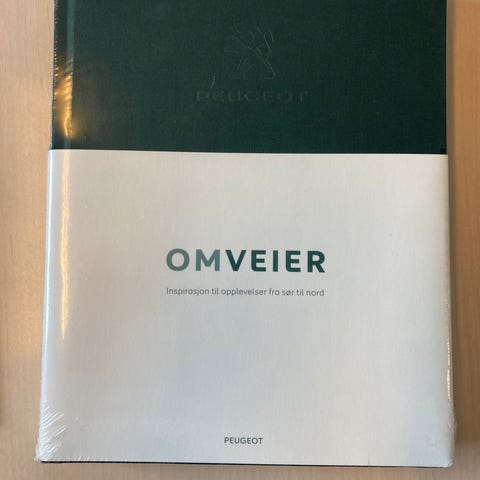 PEUGEOT
OMVEIER
Inspirasjon til opplevelser fra sør til nord
PEUGEOT